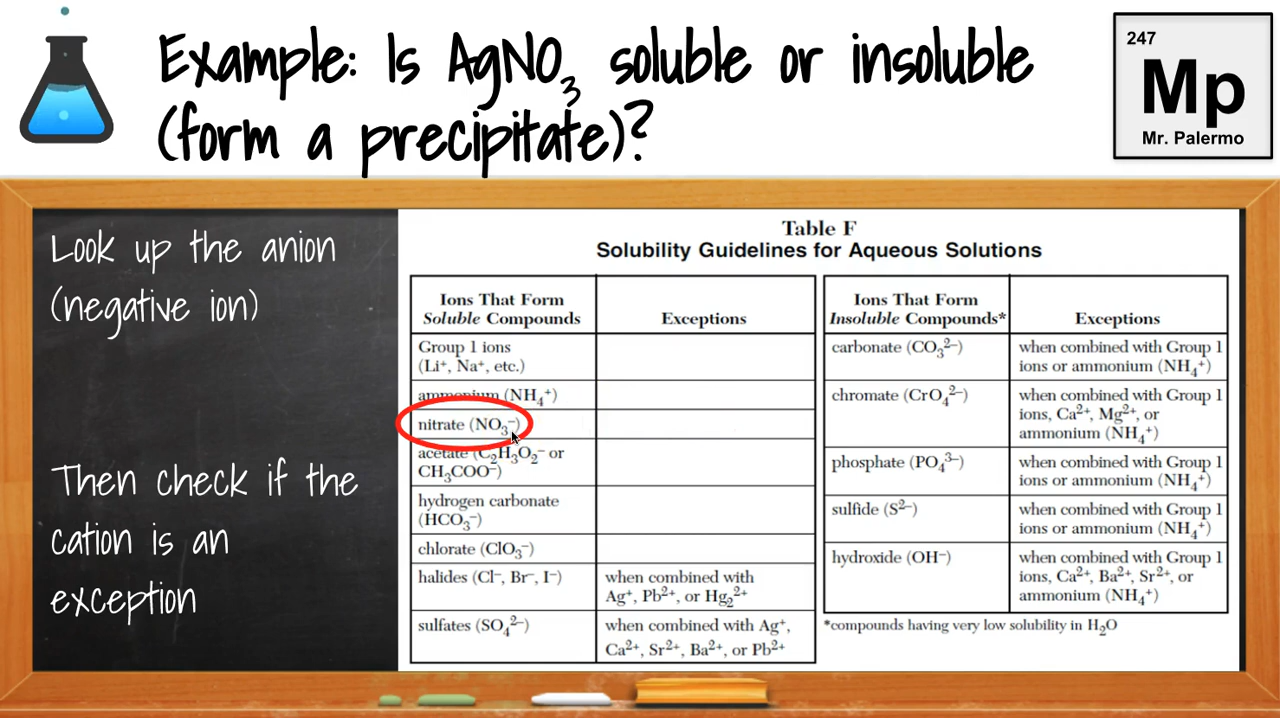 Example: Is AgNO₃ soluble or insoluble
(form a precipitate)?
247
Mp
Mr. Palermo
Look up the anion
(negative ion)
Then check if the
cation is an
exception
Table F
Solubility Guidelines for Aqueous Solutions
Ions That Form
Soluble Compounds
Exceptions
Group 1 ions
(Li⁺, Na⁺, etc.)
ammonium (NH₄⁺)
nitrate (NO₃⁻)
acetate (C₂H₃O₂⁻ or
CH₃COO⁻)
hydrogen carbonate
(HCO₃⁻)
chlorate (ClO₃⁻)
halides (Cl⁻, Br⁻, I⁻)
when combined with
Ag⁺, Pb²⁺, or Hg₂²⁺
sulfates (SO₄²⁻)
when combined with Ag⁺,
Ca²⁺, Sr²⁺, Ba²⁺, or Pb²⁺
Ions That Form
Insoluble Compounds*
Exceptions
carbonate (CO₃²⁻)
when combined with Group 1
ions or ammonium (NH₄⁺)
chromate (CrO₄²⁻)
when combined with Group 1
ions, Ca²⁺, Mg²⁺, or
ammonium (NH₄⁺)
phosphate (PO₄³⁻)
when combined with Group 1
ions or ammonium (NH₄⁺)
sulfide (S²⁻)
when combined with Group 1
ions or ammonium (NH₄⁺)
hydroxide (OH⁻)
when combined with Group 1
ions, Ca²⁺, Ba²⁺, Sr²⁺, or
ammonium (NH₄⁺)
*compounds having very low solubility in H₂O